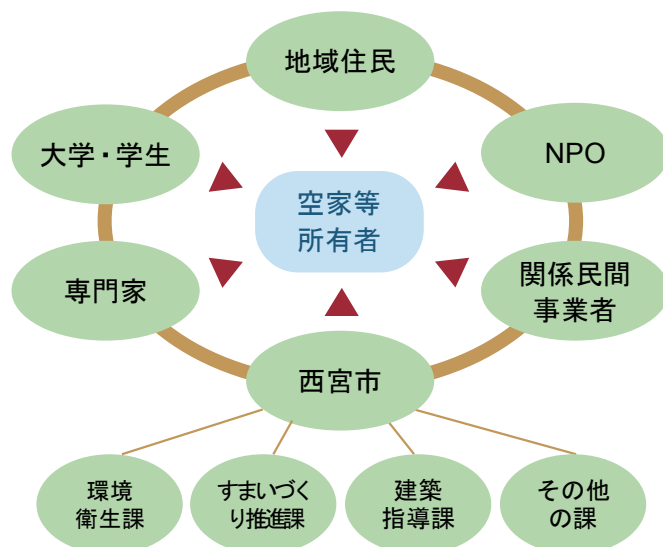 地域住民
大学・学生
NPO
空家等
所有者
専門家
関係民間
事業者
西宮市
環境
衛生課
すまいづく
り推進課
建築
指導課
その他
の課